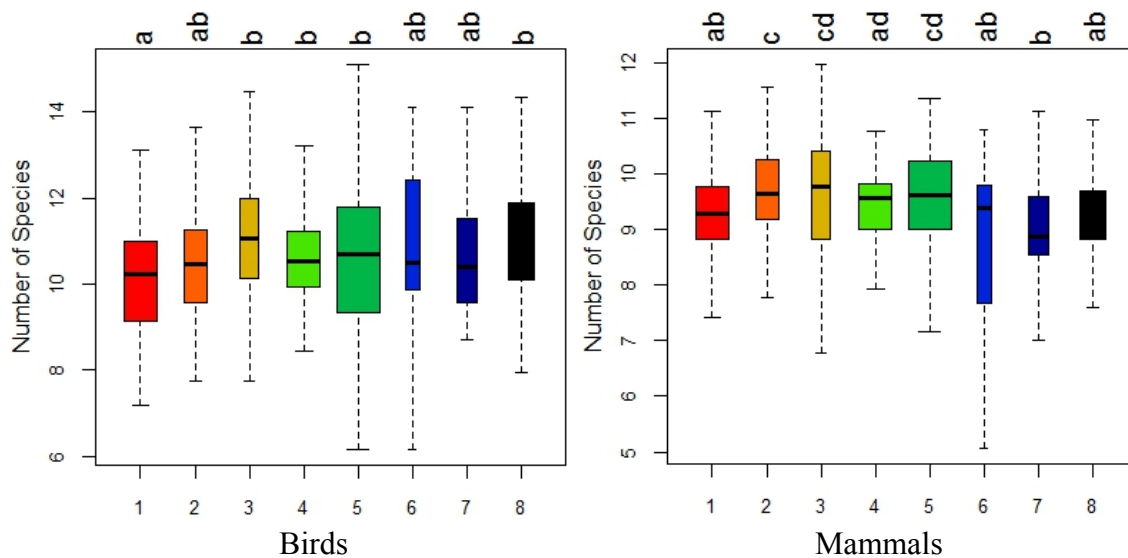 a ab b b b ab ab b
Number of Species
14
12
10
8
6
1 2 3 4 5 6 7 8
Birds
ab c cd ad cd ab b ab
Number of Species
12
11
10
9
8
7
6
5
1 2 3 4 5 6 7 8
Mammals